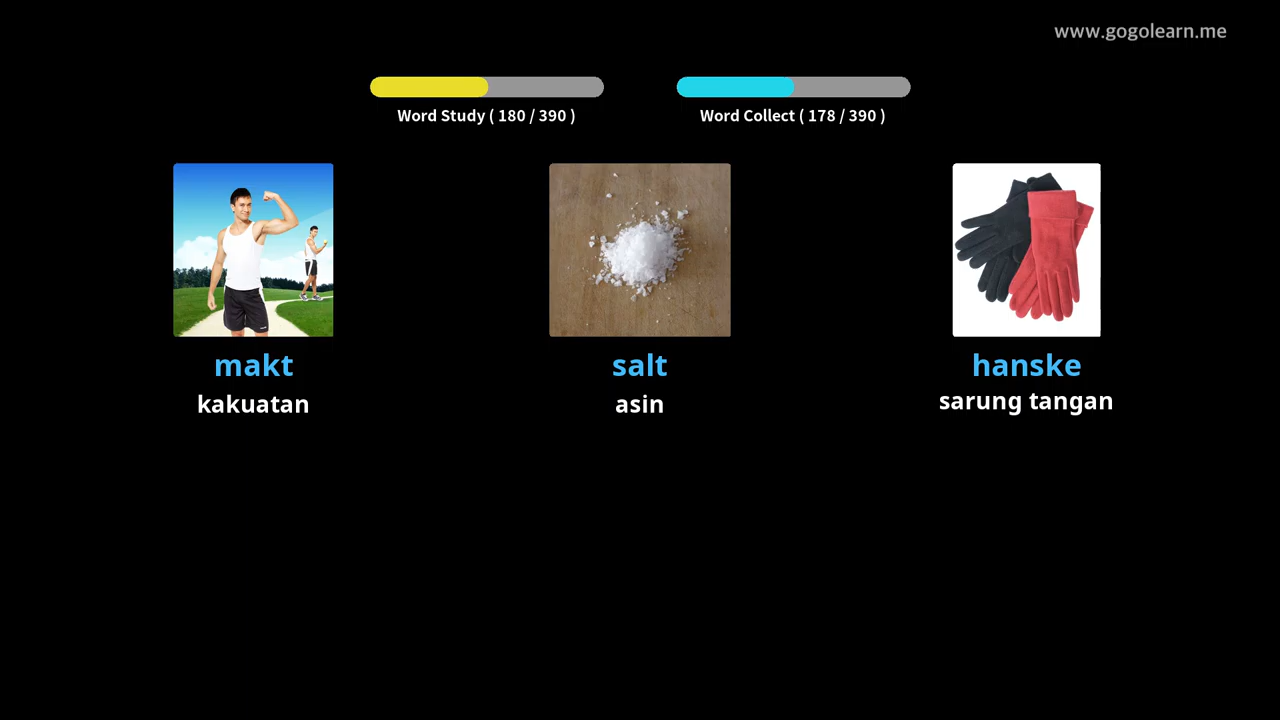 www.gogolearn.me
Word Study ( 180 / 390 )
Word Collect ( 178 / 390 )
makt
salt
hanske
kakuatan
asin
sarung tangan